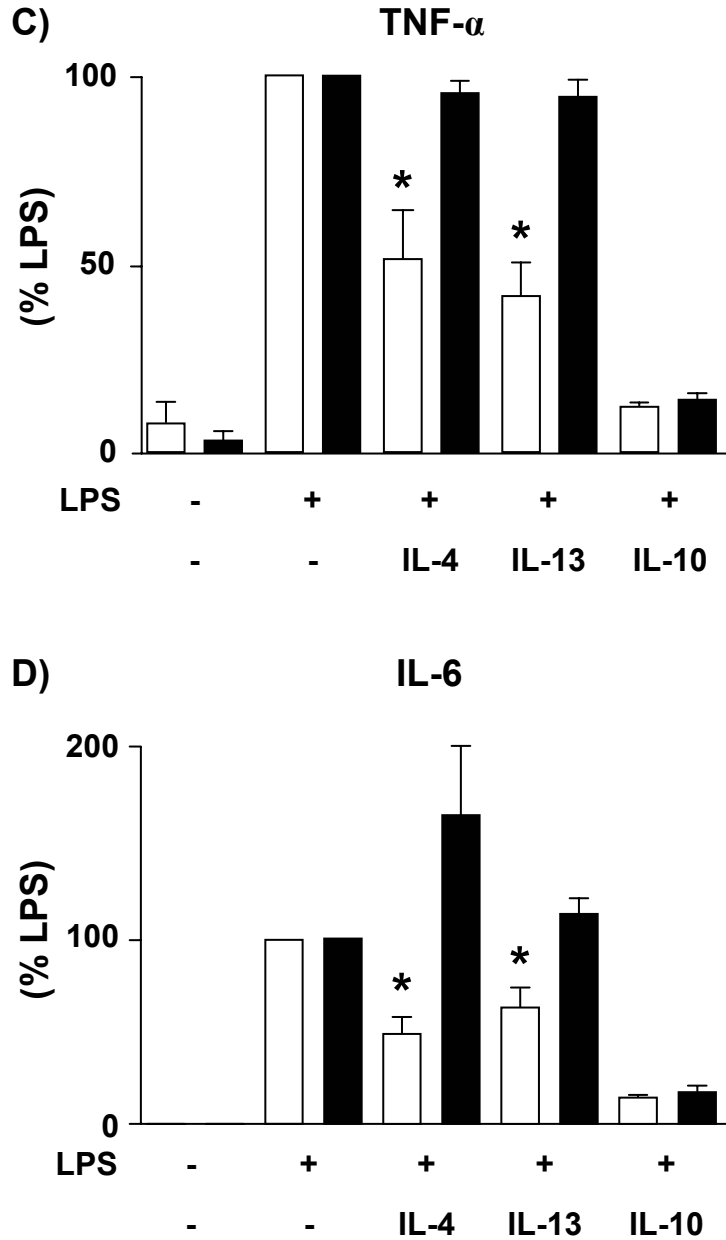 C) TNF-α
100
(% LPS)
*
*
50
0
LPS - + + + +
- - IL-4 IL-13 IL-10
D) IL-6
200
(% LPS)
100
*
*
0
LPS - + + + +
- - IL-4 IL-13 IL-10